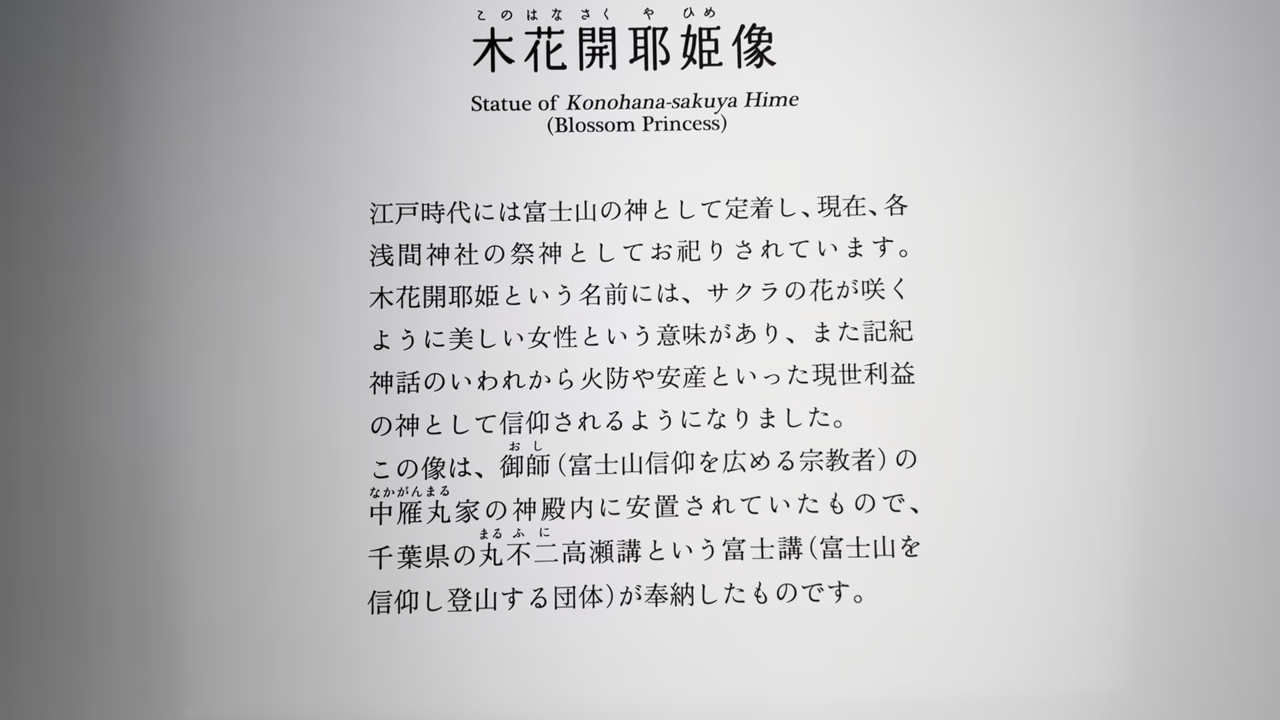 このはなさくやひめ
木花開耶姫像
Statue of Konohana-sakuya Hime
(Blossom Princess)
江戸時代には富士山の神として定着し、現在、各
浅間神社の祭神としてお祀りされています。
木花開耶姫という名前には、サクラの花が咲く
ように美しい女性という意味があり、また記紀
神話のいわれから火防や安産といった現世利益
の神として信仰されるようになりました。
おし
この像は、御師（富士山信仰を広める宗教者）の
なかがんまる
中雁丸家の神殿内に安置されていたもので、
まるふに
千葉県の丸不二高瀬講という富士講（富士山を
信仰し登山する団体）が奉納したものです。